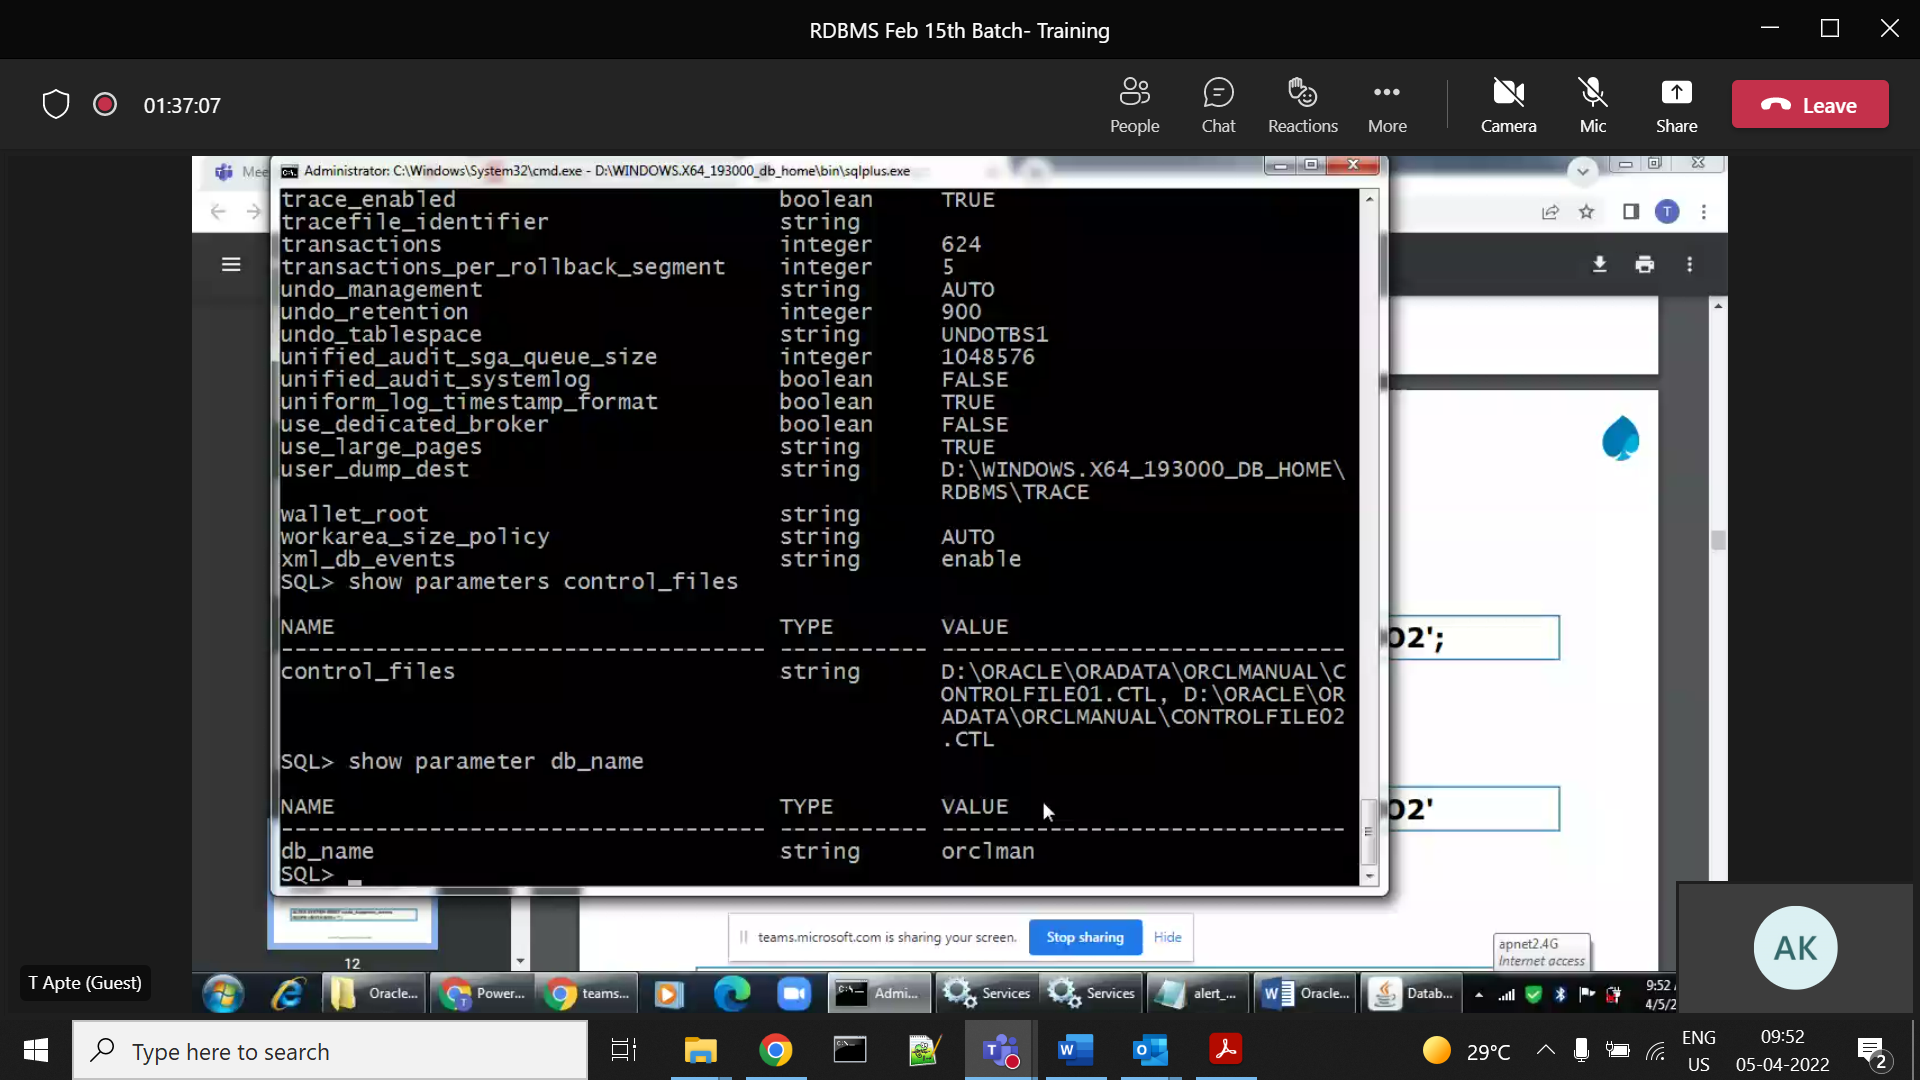 RDBMS Feb 15th Batch- Training
01:37:07
People
Chat
Reactions
More
Camera
Mic
Share
Leave
Mee
Administrator: C:\Windows\System32\cmd.exe - D:\WINDOWS.X64_193000_db_home\bin\sqlplus.exe
T
trace_enabled boolean TRUE
tracefile_identifier string
transactions integer 624
transactions_per_rollback_segment integer 5
undo_management string AUTO
undo_retention integer 900
undo_tablespace string UNDOTBS1
unified_audit_sga_queue_size integer 1048576
unified_audit_systemlog boolean FALSE
uniform_log_timestamp_format boolean TRUE
use_dedicated_broker boolean FALSE
use_large_pages string TRUE
user_dump_dest string D:\WINDOWS.X64_193000_DB_HOME\
RDBMS\TRACE
wallet_root string
workarea_size_policy string AUTO
xml_db_events string enable
SQL> show parameters control_files
NAME TYPE VALUE
------------------------------------ ----------- ------------------------------
control_files string D:\ORACLE\ORADATA\ORCLMANUAL\C
ONTROLFILE01.CTL, D:\ORACLE\OR
ADATA\ORCLMANUAL\CONTROLFILE02
.CTL
SQL> show parameter db_name
NAME TYPE VALUE
------------------------------------ ----------- ------------------------------
db_name string orclman
SQL>
O2';
O2'
teams.microsoft.com is sharing your screen.
Stop sharing
Hide
apnet2.4G
Internet access
12
T Apte (Guest)
AK
Oracle...
Power...
teams...
Admi...
Services
Services
alert_...
Oracle...
Datab...
9:52
4/5/2
Type here to search
29°C
ENG
US
09:52
05-04-2022
2